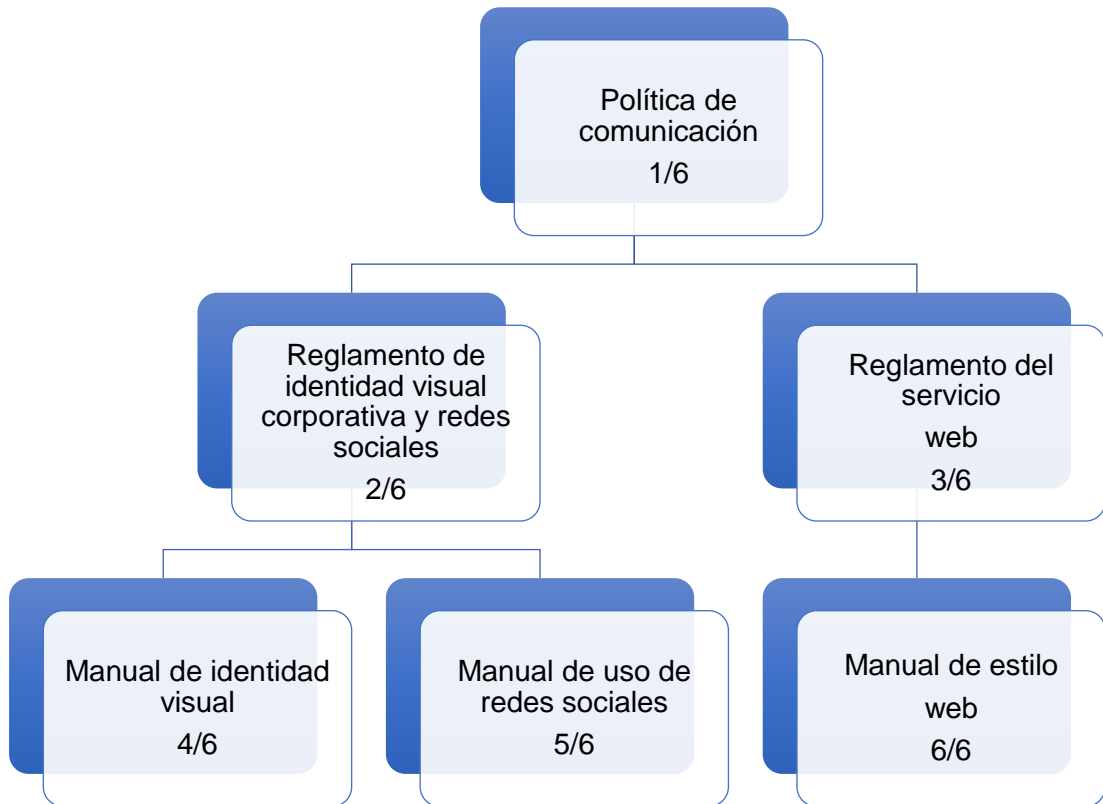 Política de
comunicación
1/6
Reglamento de
identidad visual
corporativa y redes
sociales
2/6
Reglamento del
servicio
web
3/6
Manual de identidad
visual
4/6
Manual de uso de
redes sociales
5/6
Manual de estilo
web
6/6